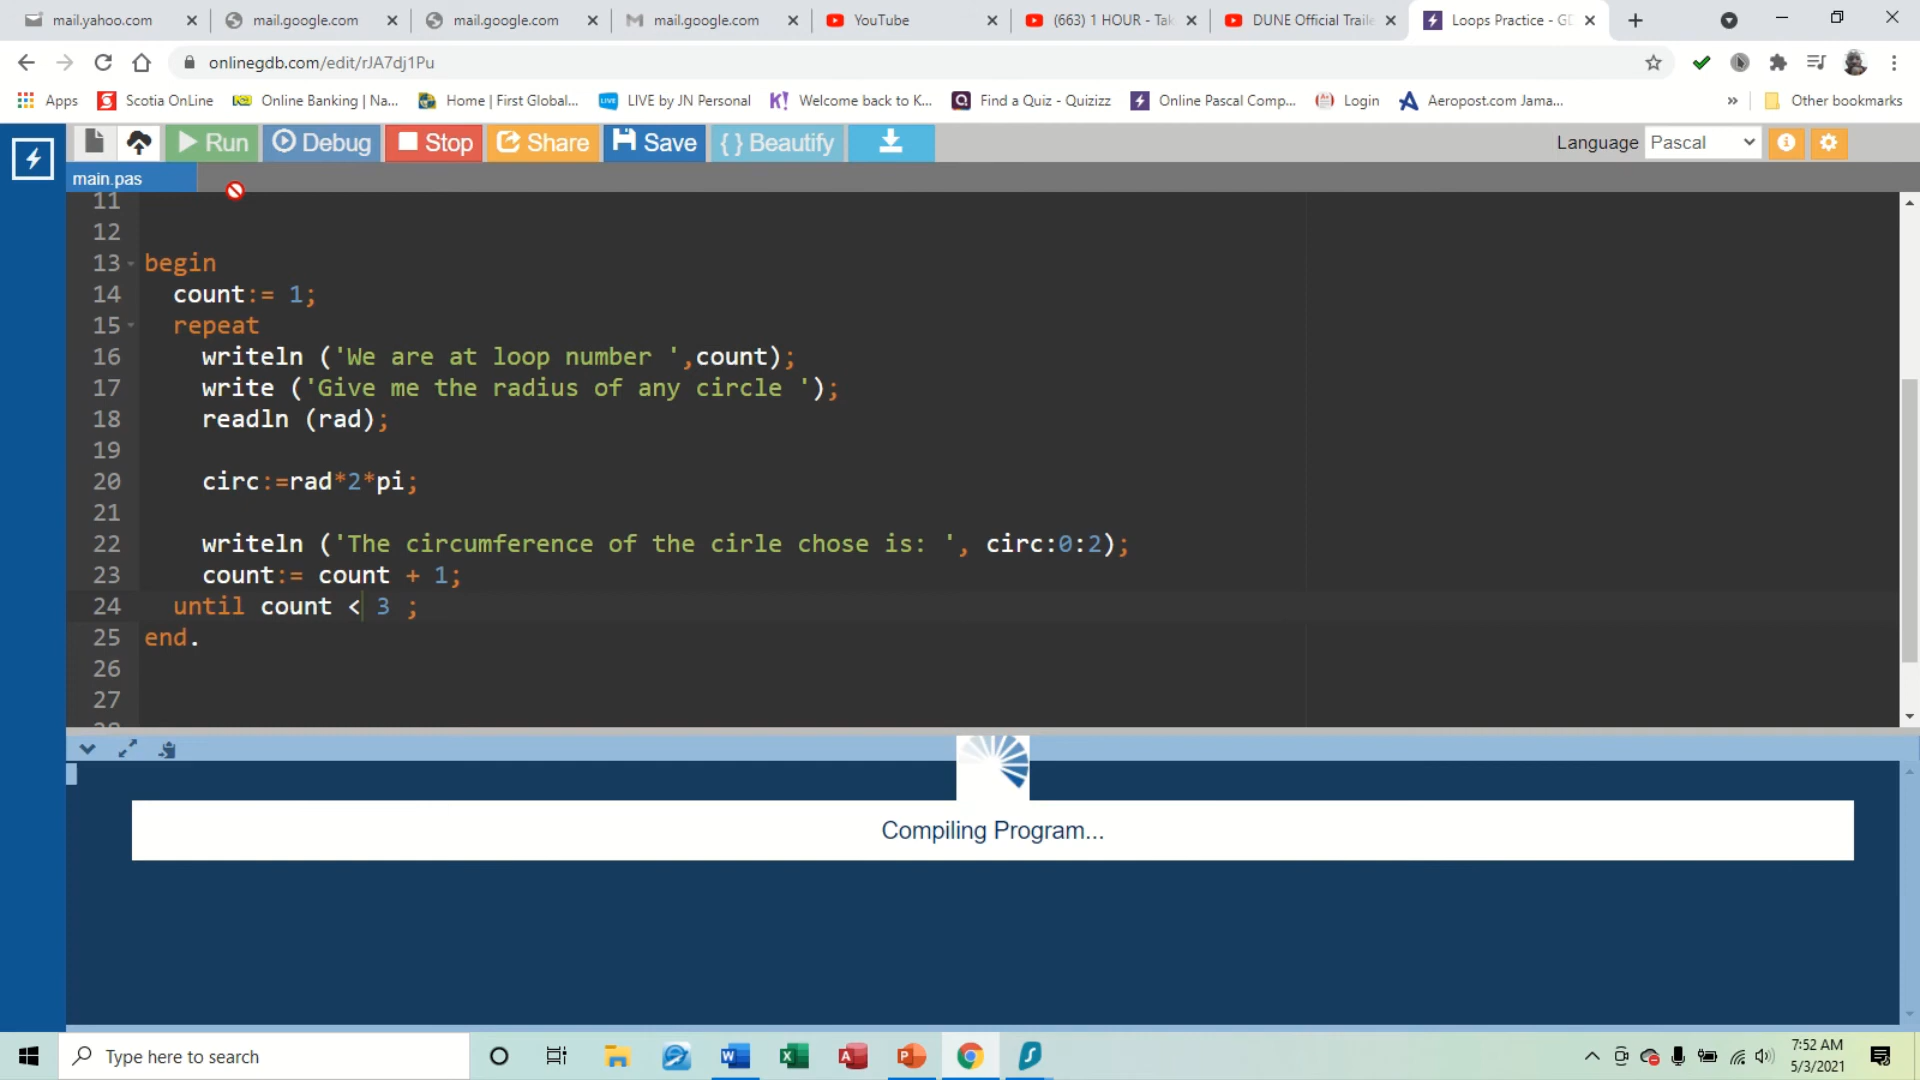 mail.yahoo.com
mail.google.com
mail.google.com
mail.google.com
YouTube
(663) 1 HOUR - Tak
DUNE Official Traile
Loops Practice - GD
onlinegdb.com/edit/rJA7dj1Pu
Apps
Scotia OnLine
Online Banking | Na...
Home | First Global...
LIVE by JN Personal
Welcome back to K...
Find a Quiz - Quizizz
Online Pascal Comp...
Login
Aeropost.com Jama...
»
Other bookmarks
Run
Debug
Stop
Share
Save
{ } Beautify
Language
Pascal
main.pas
11
12
13 begin
14 count:= 1;
15 repeat
16 writeln ('We are at loop number ',count);
17 write ('Give me the radius of any circle ');
18 readln (rad);
19
20 circ:=rad*2*pi;
21
22 writeln ('The circumference of the cirle chose is: ', circ:0:2);
23 count:= count + 1;
24 until count < 3 ;
25 end.
26
27
Compiling Program...
Type here to search
7:52 AM
5/3/2021